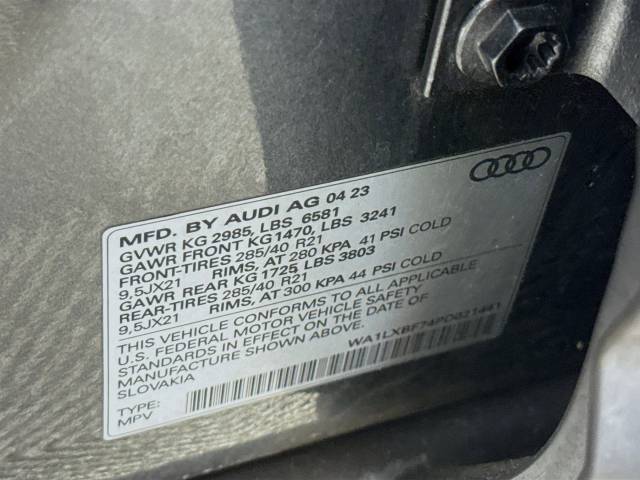 MFD. BY AUDI AG 04 23
GVWR KG 2985, LBS 6581
GAWR FRONT KG1470, LBS 3241
FRONT-TIRES 285/40 R21
9,5JX21 RIMS, AT 280 KPA 41 PSI COLD
GAWR REAR KG 1725, LBS 3803
REAR-TIRES 285/40 R21
9,5JX21 RIMS, AT 300 KPA 44 PSI COLD
THIS VEHICLE CONFORMS TO ALL APPLICABLE
U.S. FEDERAL MOTOR VEHICLE SAFETY
STANDARDS IN EFFECT ON THE DATE OF
MANUFACTURE SHOWN ABOVE.
SLOVAKIA
TYPE:
MPV